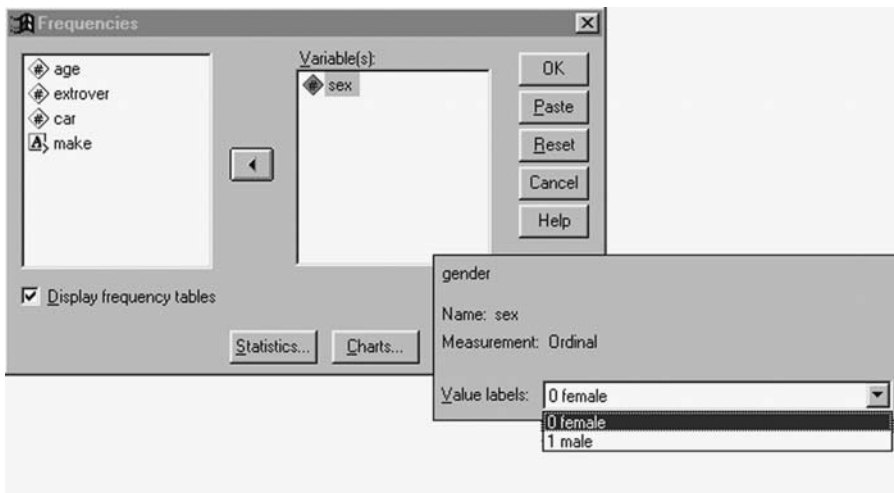 Frequencies
age
extrover
car
make
Variable(s):
sex
OK
Paste
Reset
Cancel
Help
Display frequency tables
Statistics...
Charts...
gender
Name: sex
Measurement: Ordinal
Value labels: 0 female
0 female
1 male